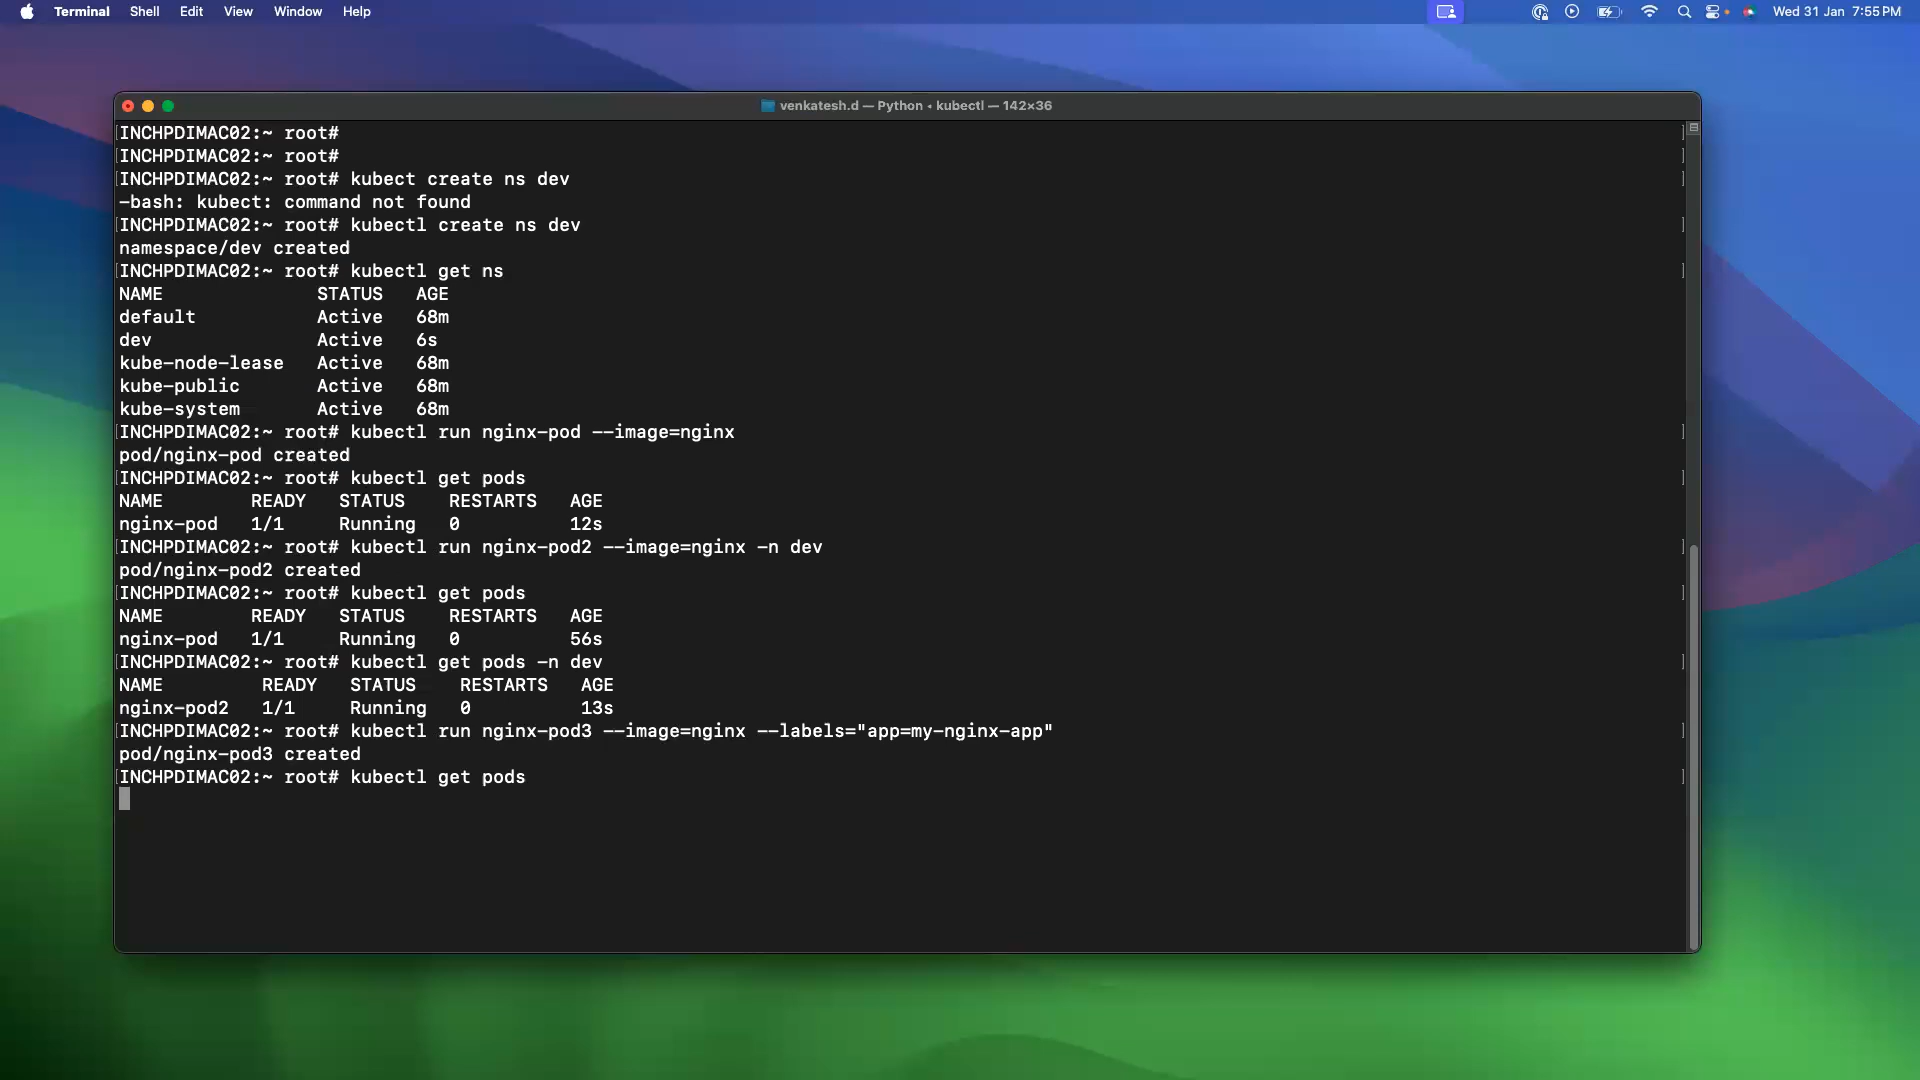 Terminal Shell Edit View Window Help Wed 31 Jan 7:55 PM
venkatesh.d — Python • kubectl — 142×36
INCHPDIMAC02:~ root#
INCHPDIMAC02:~ root#
INCHPDIMAC02:~ root# kubect create ns dev
-bash: kubect: command not found
INCHPDIMAC02:~ root# kubectl create ns dev
namespace/dev created
INCHPDIMAC02:~ root# kubectl get ns
NAME              STATUS   AGE
default           Active   68m
dev               Active   6s
kube-node-lease   Active   68m
kube-public       Active   68m
kube-system       Active   68m
INCHPDIMAC02:~ root# kubectl run nginx-pod --image=nginx
pod/nginx-pod created
INCHPDIMAC02:~ root# kubectl get pods
NAME        READY   STATUS    RESTARTS   AGE
nginx-pod   1/1     Running   0          12s
INCHPDIMAC02:~ root# kubectl run nginx-pod2 --image=nginx -n dev
pod/nginx-pod2 created
INCHPDIMAC02:~ root# kubectl get pods
NAME        READY   STATUS    RESTARTS   AGE
nginx-pod   1/1     Running   0          56s
INCHPDIMAC02:~ root# kubectl get pods -n dev
NAME         READY   STATUS    RESTARTS   AGE
nginx-pod2   1/1     Running   0          13s
INCHPDIMAC02:~ root# kubectl run nginx-pod3 --image=nginx --labels="app=my-nginx-app"
pod/nginx-pod3 created
INCHPDIMAC02:~ root# kubectl get pods